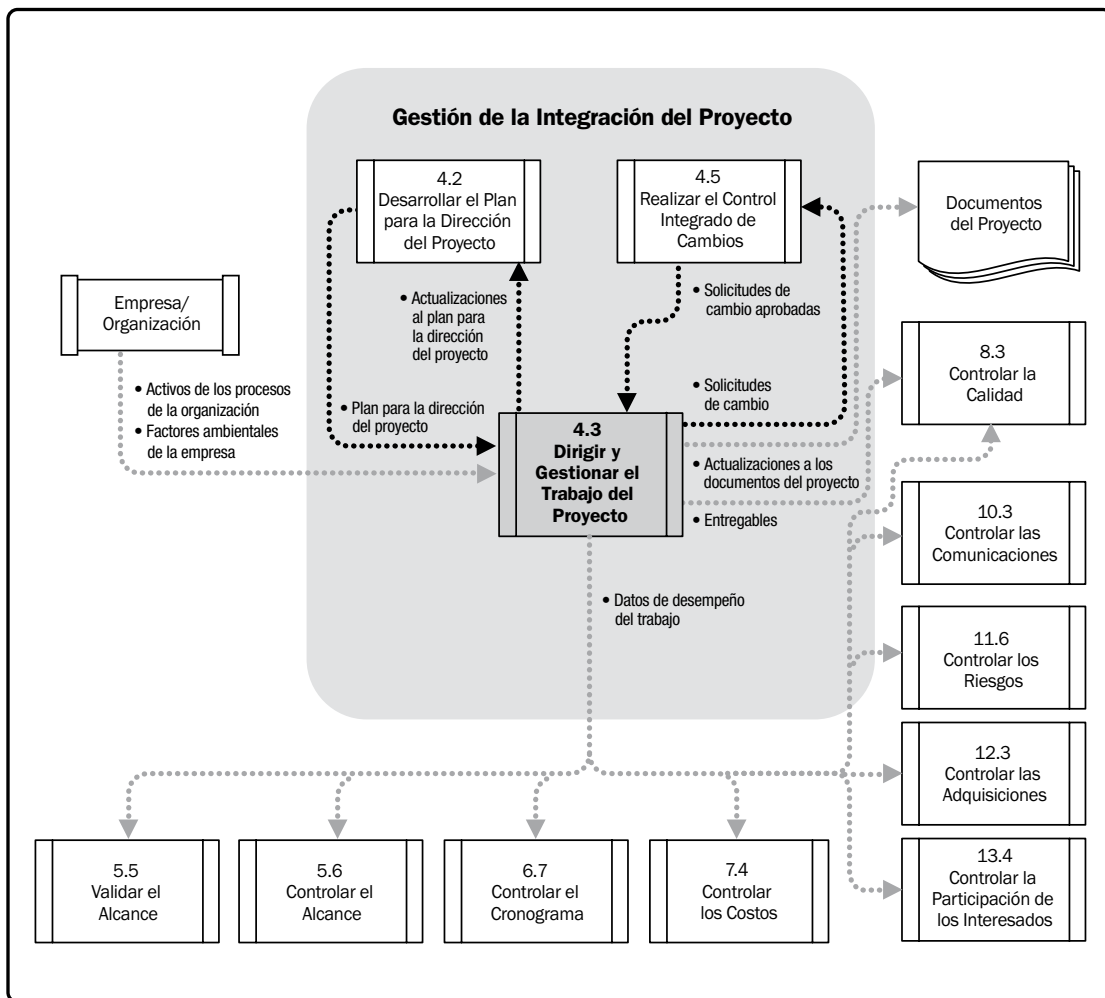 Gestión de la Integración del Proyecto
4.2
Desarrollar el Plan
para la Dirección
del Proyecto
4.5
Realizar el Control
Integrado de
Cambios
Documentos
del Proyecto
Empresa/
Organización
• Actualizaciones
al plan para
la dirección
del proyecto
• Solicitudes de
cambio aprobadas
8.3
Controlar la
Calidad
• Activos de los procesos
de la organización
• Factores ambientales
de la empresa
• Plan para la dirección
del proyecto
• Solicitudes
de cambio
4.3
Dirigir y
Gestionar el
Trabajo del
Proyecto
• Actualizaciones a los
documentos del proyecto
• Entregables
10.3
Controlar las
Comunicaciones
• Datos de desempeño
del trabajo
11.6
Controlar los
Riesgos
12.3
Controlar las
Adquisiciones
5.5
Validar el
Alcance
5.6
Controlar el
Alcance
6.7
Controlar el
Cronograma
7.4
Controlar
los Costos
13.4
Controlar la
Participación de
los Interesados